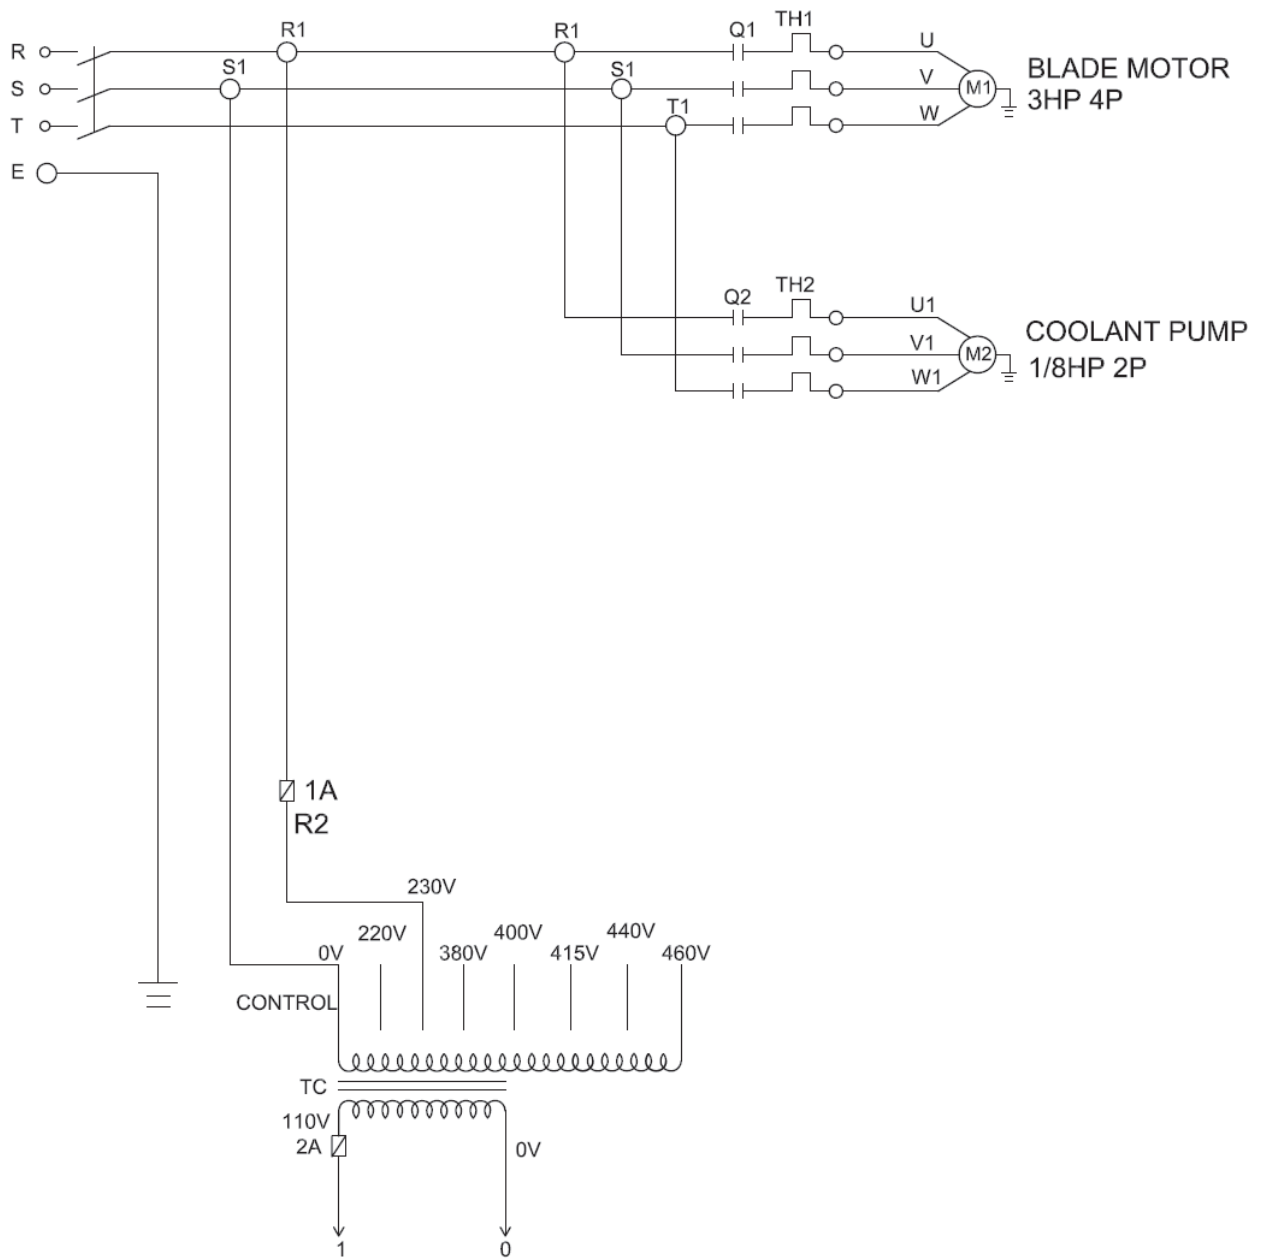 R1
R1
Q1
TH1
U
R
S1
S1
V
M1
BLADE MOTOR
S
3HP 4P
T1
W
T
E
TH2
Q2
U1
V1
M2
COOLANT PUMP
W1
1/8HP 2P
1A
R2
230V
220V
400V
440V
0V
380V
415V
460V
CONTROL
TC
110V
2A
0V
1
0